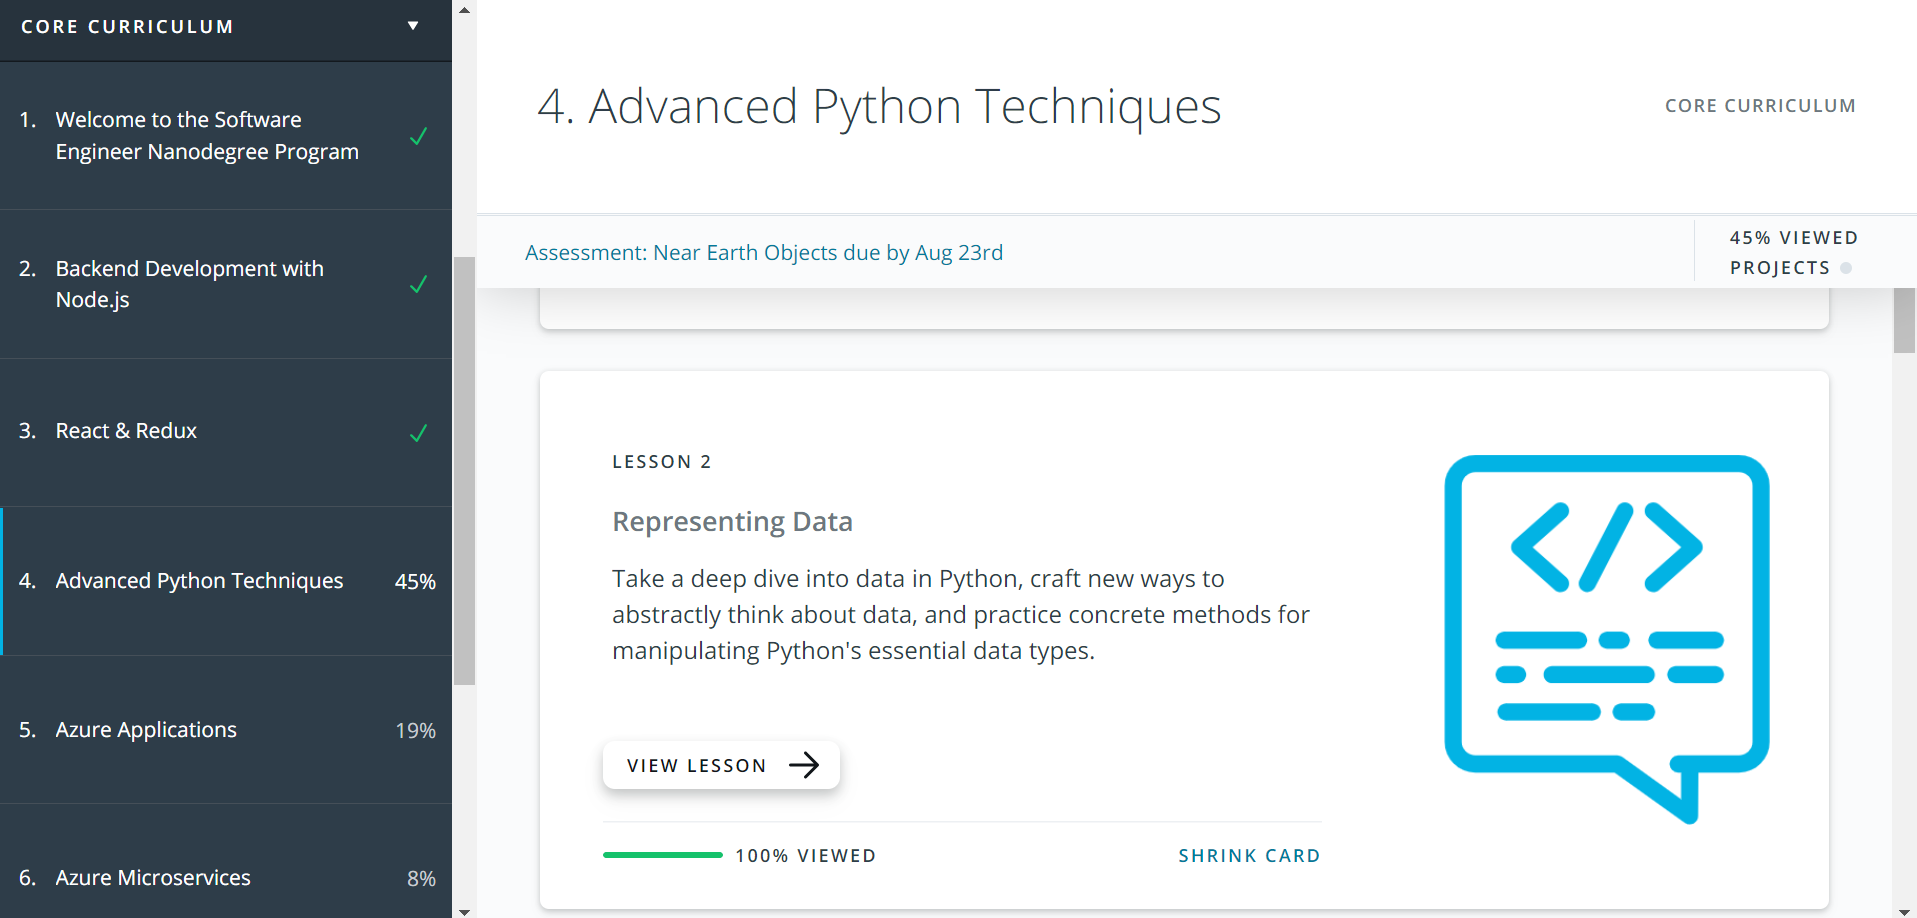 CORE CURRICULUM
1. Welcome to the Software
Engineer Nanodegree Program
2. Backend Development with
Node.js
3. React & Redux
4. Advanced Python Techniques 45%
5. Azure Applications 19%
6. Azure Microservices 8%
4. Advanced Python Techniques
CORE CURRICULUM
Assessment: Near Earth Objects due by Aug 23rd
45% VIEWED
PROJECTS
LESSON 2
Representing Data
Take a deep dive into data in Python, craft new ways to
abstractly think about data, and practice concrete methods for
manipulating Python's essential data types.
VIEW LESSON
100% VIEWED
SHRINK CARD